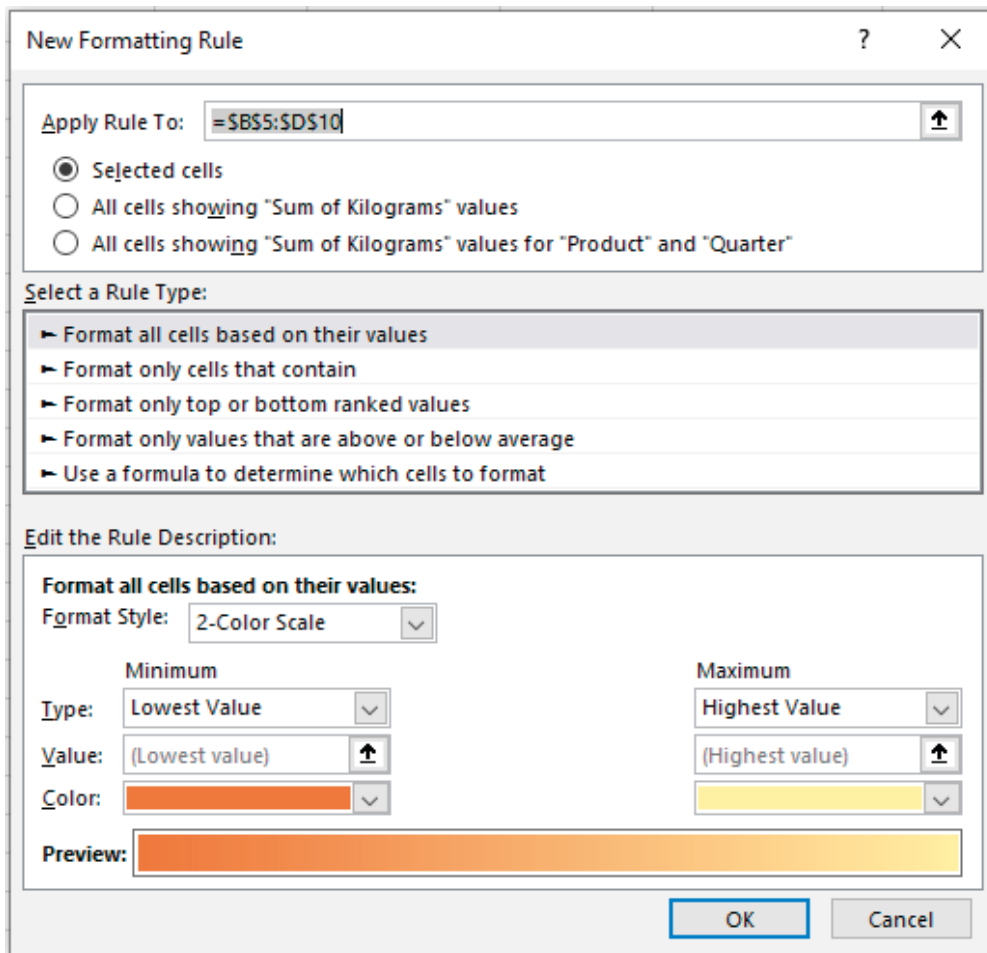 New Formatting Rule ?
Apply Rule To: =$B$5:$D$10
Selected cells
All cells showing "Sum of Kilograms" values
All cells showing "Sum of Kilograms" values for "Product" and "Quarter"
Select a Rule Type:
► Format all cells based on their values
► Format only cells that contain
► Format only top or bottom ranked values
► Format only values that are above or below average
► Use a formula to determine which cells to format
Edit the Rule Description:
Format all cells based on their values:
Format Style: 2-Color Scale
Minimum Maximum
Type: Lowest Value Highest Value
Value: (Lowest value) (Highest value)
Color:
Preview:
OK Cancel